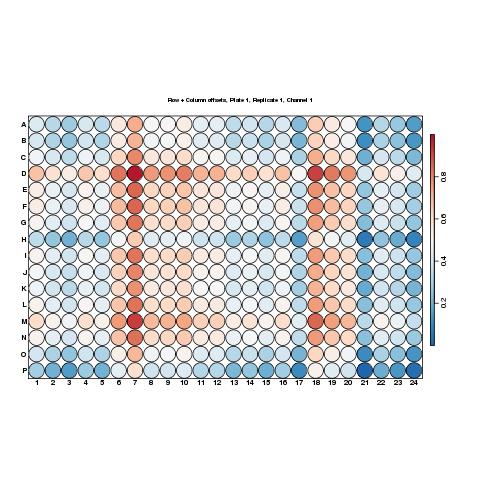 Row + Column offsets, Plate 1, Replicate 1, Channel 1
A
B
C
D
E
F
G
H
I
J
K
L
M
N
O
P
1 2 3 4 5 6 7 8 9 10 11 12 13 14 15 16 17 18 19 20 21 22 23 24
0.8
0.6
0.4
0.2